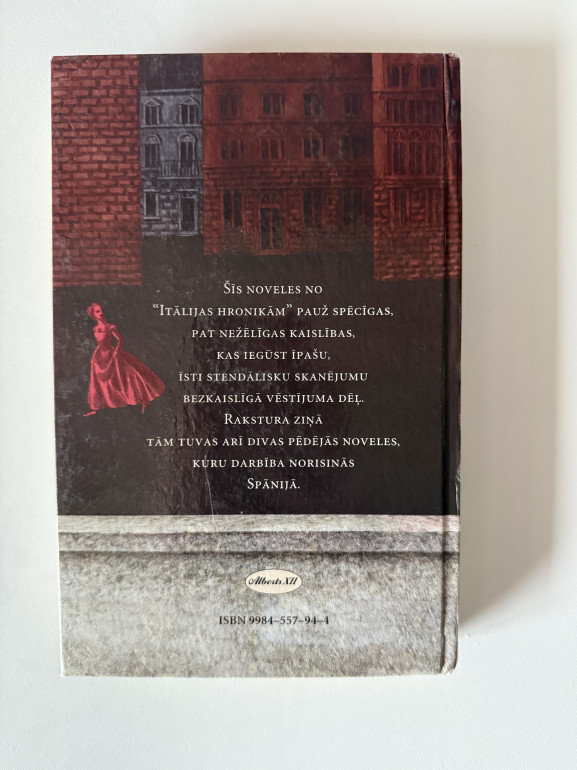 Šīs noveles no
“Itālijas hronikām” pauž spēcīgas,
pat nežēlīgas kaislības,
kas iegūst īpašu,
īsti stendālisku skanējumu
bezkaislīgā vēstījuma dēļ.
Rakstura ziņā
tām tuvas arī divas pēdējās noveles,
kuru darbība norisinās
Spānijā.
Alberts XII
ISBN 9984–557–94–4